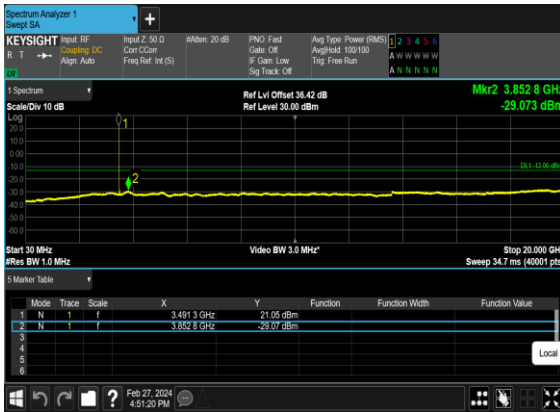 Spectrum Analyzer 1
Swept SA
+
KEYSIGHT Input: RF Input Z: 50 Ω #Atten: 20 dB PNO: Fast Avg Type: Power (RMS) 1 2 3 4 5 6
R T Coupling: DC Corr CCorr Gate: Off Avg|Hold: 100/100 A W W W W W
Align: Auto Freq Ref: Int (S) IF Gain: Low Trig: Free Run
Sig Track: Off A N N N N N
1 Spectrum Ref Lvl Offset 36.42 dB Mkr2 3.852 8 GHz
Scale/Div 10 dB Ref Level 30.00 dBm -29.073 dBm
Log
20.0
10.0
0.00
-10.0
-20.0
-30.0
-40.0
-50.0
-60.0
1
2
DL1 -13.00 dBm
Start 30 MHz Video BW 3.0 MHz* Stop 20.000 GHz
#Res BW 1.0 MHz Sweep 34.7 ms (40001 pts)
5 Marker Table
Mode Trace Scale X Y Function Function Width Function Value
1 N 1 f 3.491 3 GHz 21.05 dBm
2 N 1 f 3.852 8 GHz -29.07 dBm
3
4
5
6
Local
? Feb 27, 2024
4:51:20 PM